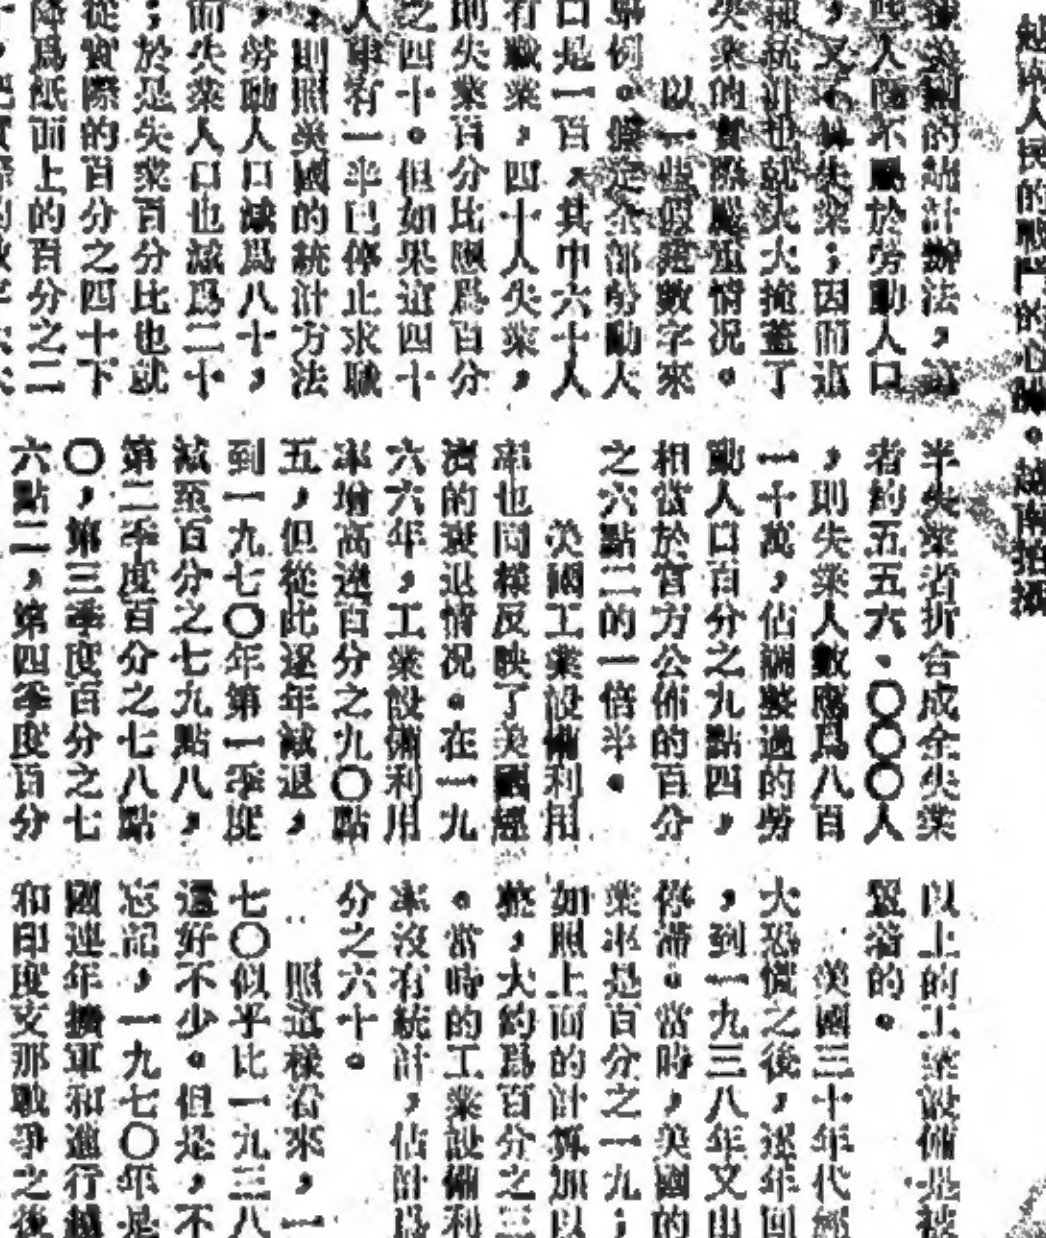 越南人民的戰鬥的心臟。越南拍攝
的統計辦法,這
些人應不屬於勞動人口
,又不算失業;因而這
種統計也就大大掩蓋了
失業的實際嚴重情况。
以一些假定數字來
舉例。假定全部勞動人
口是一百,其中六十人
有職業,四十人失業,
則失業百分比應爲百分
之四十。但如果這四十
人中有一半已停止求職
,則照美國的統計方法
,勞動人口減爲八十,
而失業人口也減爲二十
;於是失業百分比也就
從實際的百分之四十下
降爲紙面上的百分之二
半失業者折合成全失業
者約五五六、〇〇〇人
,則失業人數應爲八百
一十萬,佔調整過的勞
動人口百分之九點四,
相當於官方公佈的百分
之六點二的一倍半。
美國工業設備利用
率也同樣反映了美國經
濟的衰退情况。在一九
六六年,工業設備利用
率增高達百分之九〇點
五,但從此逐年減退,
到一九七〇年第一季度
減至百分之七九點八,
第二季度百分之七八點
〇,第三季度百分之七
六點二,第四季度百分
以上的工業設備是被
置着的。
美國三十年代經
大恐慌之後,逐年回
,到一九三八年又出
停滯。當時,美國的
業率是百分之一九;
如照上面的計算加以
整,大約爲百分之三
。當時的工業設備利
率沒有統計,估計爲
分之六十。
照這樣看來,一
七〇似乎比一九三八
還好不少。但是,不
忘記,一九七〇年是
國連年擴軍和進行越
和印度支那戰爭之後